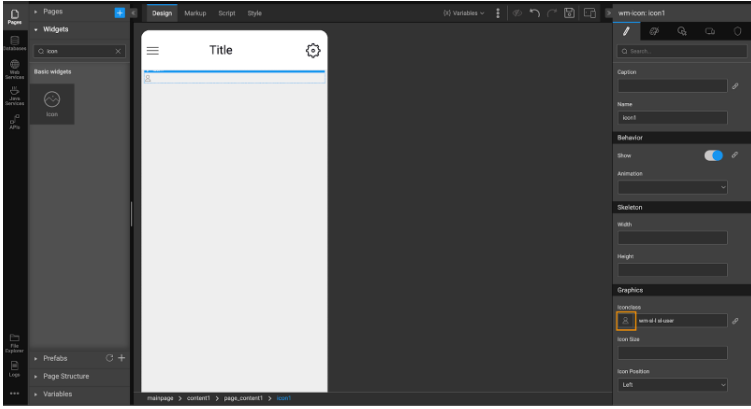 Pages
Databases
Web
Services
Java
Services
APIs
File
Explorer
Logs
Pages
Widgets
icon
Basic widgets
Icon
Prefabs
Page Structure
Variables
Design Markup Script Style
(X) Variables
Title
mainpage > content1 > page_content1 > icon1
wm-icon: icon1
Search...
Caption
Name
icon1
Behavior
Show
Animation
Skeleton
Width
Height
Graphics
Iconclass
wm-sl-l sl-user
Icon Size
Icon Position
Left